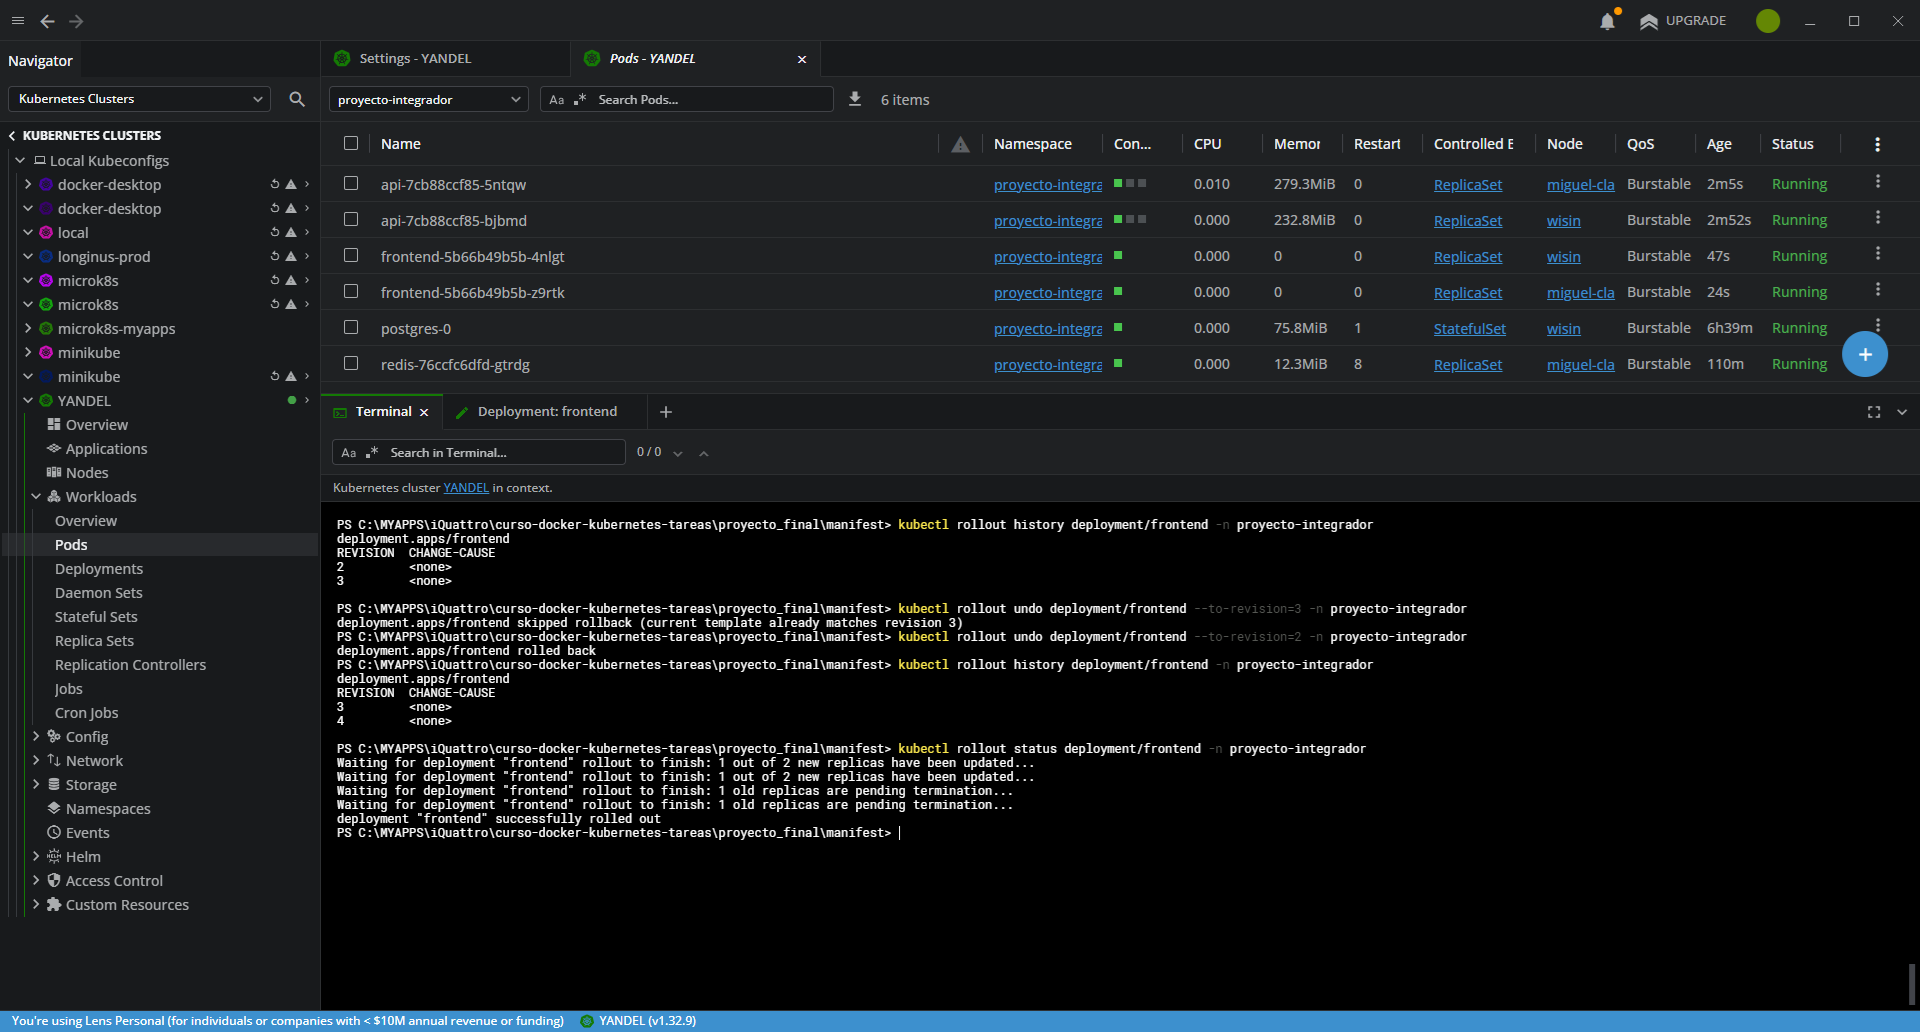 UPGRADE
Navigator
Settings - YANDEL
Pods - YANDEL
Kubernetes Clusters
proyecto-integrador
Aa .* Search Pods...
6 items
KUBERNETES CLUSTERS
Local Kubeconfigs
docker-desktop
docker-desktop
local
longinus-prod
microk8s
microk8s
microk8s-myapps
minikube
minikube
YANDEL
Overview
Applications
Nodes
Workloads
Overview
Pods
Deployments
Daemon Sets
Stateful Sets
Replica Sets
Replication Controllers
Jobs
Cron Jobs
Config
Network
Storage
Namespaces
Events
Helm
Access Control
Custom Resources
Name Namespace Con... CPU Memor Restart Controlled E Node QoS Age Status
api-7cb88ccf85-5ntqw proyecto-integra 0.010 279.3MiB 0 ReplicaSet miguel-cla Burstable 2m5s Running
api-7cb88ccf85-bjbmd proyecto-integra 0.000 232.8MiB 0 ReplicaSet wisin Burstable 2m52s Running
frontend-5b66b49b5b-4nlgt proyecto-integra 0.000 0 0 ReplicaSet wisin Burstable 47s Running
frontend-5b66b49b5b-z9rtk proyecto-integra 0.000 0 0 ReplicaSet miguel-cla Burstable 24s Running
postgres-0 proyecto-integra 0.000 75.8MiB 1 StatefulSet wisin Burstable 6h39m Running
redis-76ccfc6dfd-gtrdg proyecto-integra 0.000 12.3MiB 8 ReplicaSet miguel-cla Burstable 110m Running
Terminal
Deployment: frontend
Aa .* Search in Terminal...
0 / 0
Kubernetes cluster YANDEL in context.
PS C:\MYAPPS\iQuattro\curso-docker-kubernetes-tareas\proyecto_final\manifest> kubectl rollout history deployment/frontend -n proyecto-integrador
deployment.apps/frontend
REVISION CHANGE-CAUSE
2 <none>
3 <none>
PS C:\MYAPPS\iQuattro\curso-docker-kubernetes-tareas\proyecto_final\manifest> kubectl rollout undo deployment/frontend --to-revision=3 -n proyecto-integrador
deployment.apps/frontend skipped rollback (current template already matches revision 3)
PS C:\MYAPPS\iQuattro\curso-docker-kubernetes-tareas\proyecto_final\manifest> kubectl rollout undo deployment/frontend --to-revision=2 -n proyecto-integrador
deployment.apps/frontend rolled back
PS C:\MYAPPS\iQuattro\curso-docker-kubernetes-tareas\proyecto_final\manifest> kubectl rollout history deployment/frontend -n proyecto-integrador
deployment.apps/frontend
REVISION CHANGE-CAUSE
3 <none>
4 <none>
PS C:\MYAPPS\iQuattro\curso-docker-kubernetes-tareas\proyecto_final\manifest> kubectl rollout status deployment/frontend -n proyecto-integrador
Waiting for deployment "frontend" rollout to finish: 1 out of 2 new replicas have been updated...
Waiting for deployment "frontend" rollout to finish: 1 out of 2 new replicas have been updated...
Waiting for deployment "frontend" rollout to finish: 1 old replicas are pending termination...
Waiting for deployment "frontend" rollout to finish: 1 old replicas are pending termination...
deployment "frontend" successfully rolled out
PS C:\MYAPPS\iQuattro\curso-docker-kubernetes-tareas\proyecto_final\manifest>
You're using Lens Personal (for individuals or companies with < $10M annual revenue or funding)
YANDEL (v1.32.9)